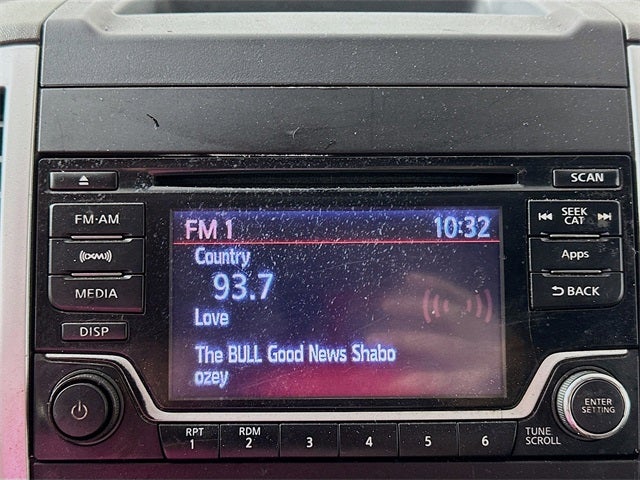 SCAN
FM·AM
SEEK
CAT
((XM))
Apps
MEDIA
BACK
DISP
FM 1 10:32
Country
93.7
Love
The BULL Good News Shabo
ozey
ENTER
SETTING
TUNE
SCROLL
RPT
1
RDM
2
3
4
5
6